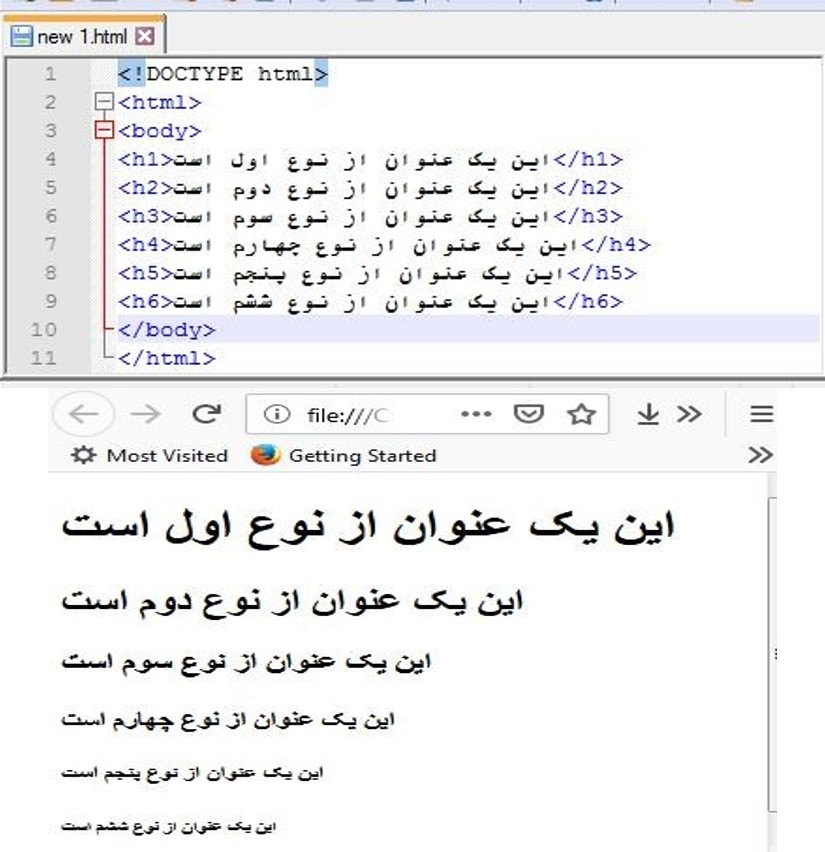 new 1.html
1 <!DOCTYPE html>
2 <html>
3 <body>
4 <h1>این یک عنوان از نوع اول است</h1>
5 <h2>این یک عنوان از نوع دوم است</h2>
6 <h3>این یک عنوان از نوع سوم است</h3>
7 <h4>این یک عنوان از نوع چهارم است</h4>
8 <h5>این یک عنوان از نوع پنجم است</h5>
9 <h6>این یک عنوان از نوع ششم است</h6>
10 </body>
11 </html>
file:///C:
Most Visited Getting Started
این یک عنوان از نوع اول است
این یک عنوان از نوع دوم است
این یک عنوان از نوع سوم است
این یک عنوان از نوع چهارم است
این یک عنوان از نوع پنجم است
این یک عنوان از نوع ششم است